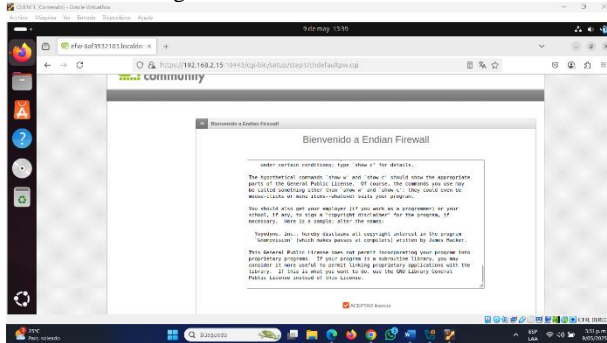 CLIENT [Corriendo] - Oracle VirtualBox
Archivo Máquina Ver Entrada Dispositivos Ayuda
9 de may 15:39
efw-6af3932103.localdo
https://192.168.2.15:10443/cgi-bin/setup/step1/chdefaultpw.cgi
community
Bienvenido a Endian Firewall
Bienvenido a Endian Firewall
under certain conditions; type `show c' for details.
The hypothetical commands `show w' and `show c' should show the appropriate
parts of the General Public License. Of course, the commands you use may
be called something other than `show w' and `show c'; they could even be
mouse-clicks or menu items--whatever suits your program.
You should also get your employer (if you work as a programmer) or your
school, if any, to sign a "copyright disclaimer" for the program, if
necessary. Here is a sample; alter the names:
Yoyodyne, Inc., hereby disclaims all copyright interest in the program
`Gnomovision' (which makes passes at compilers) written by James Hacker.
This General Public License does not permit incorporating your program into
proprietary programs. If your program is a subroutine library, you may
consider it more useful to permit linking proprietary applications with the
library. If this is what you want to do, use the GNU Library General
Public License instead of this License.
ACEPTAR licencia
CTRL DERECHA
25°C
Parc. soleado
Búsqueda
ESP
LAA
3:51 p.m.
9/05/2025